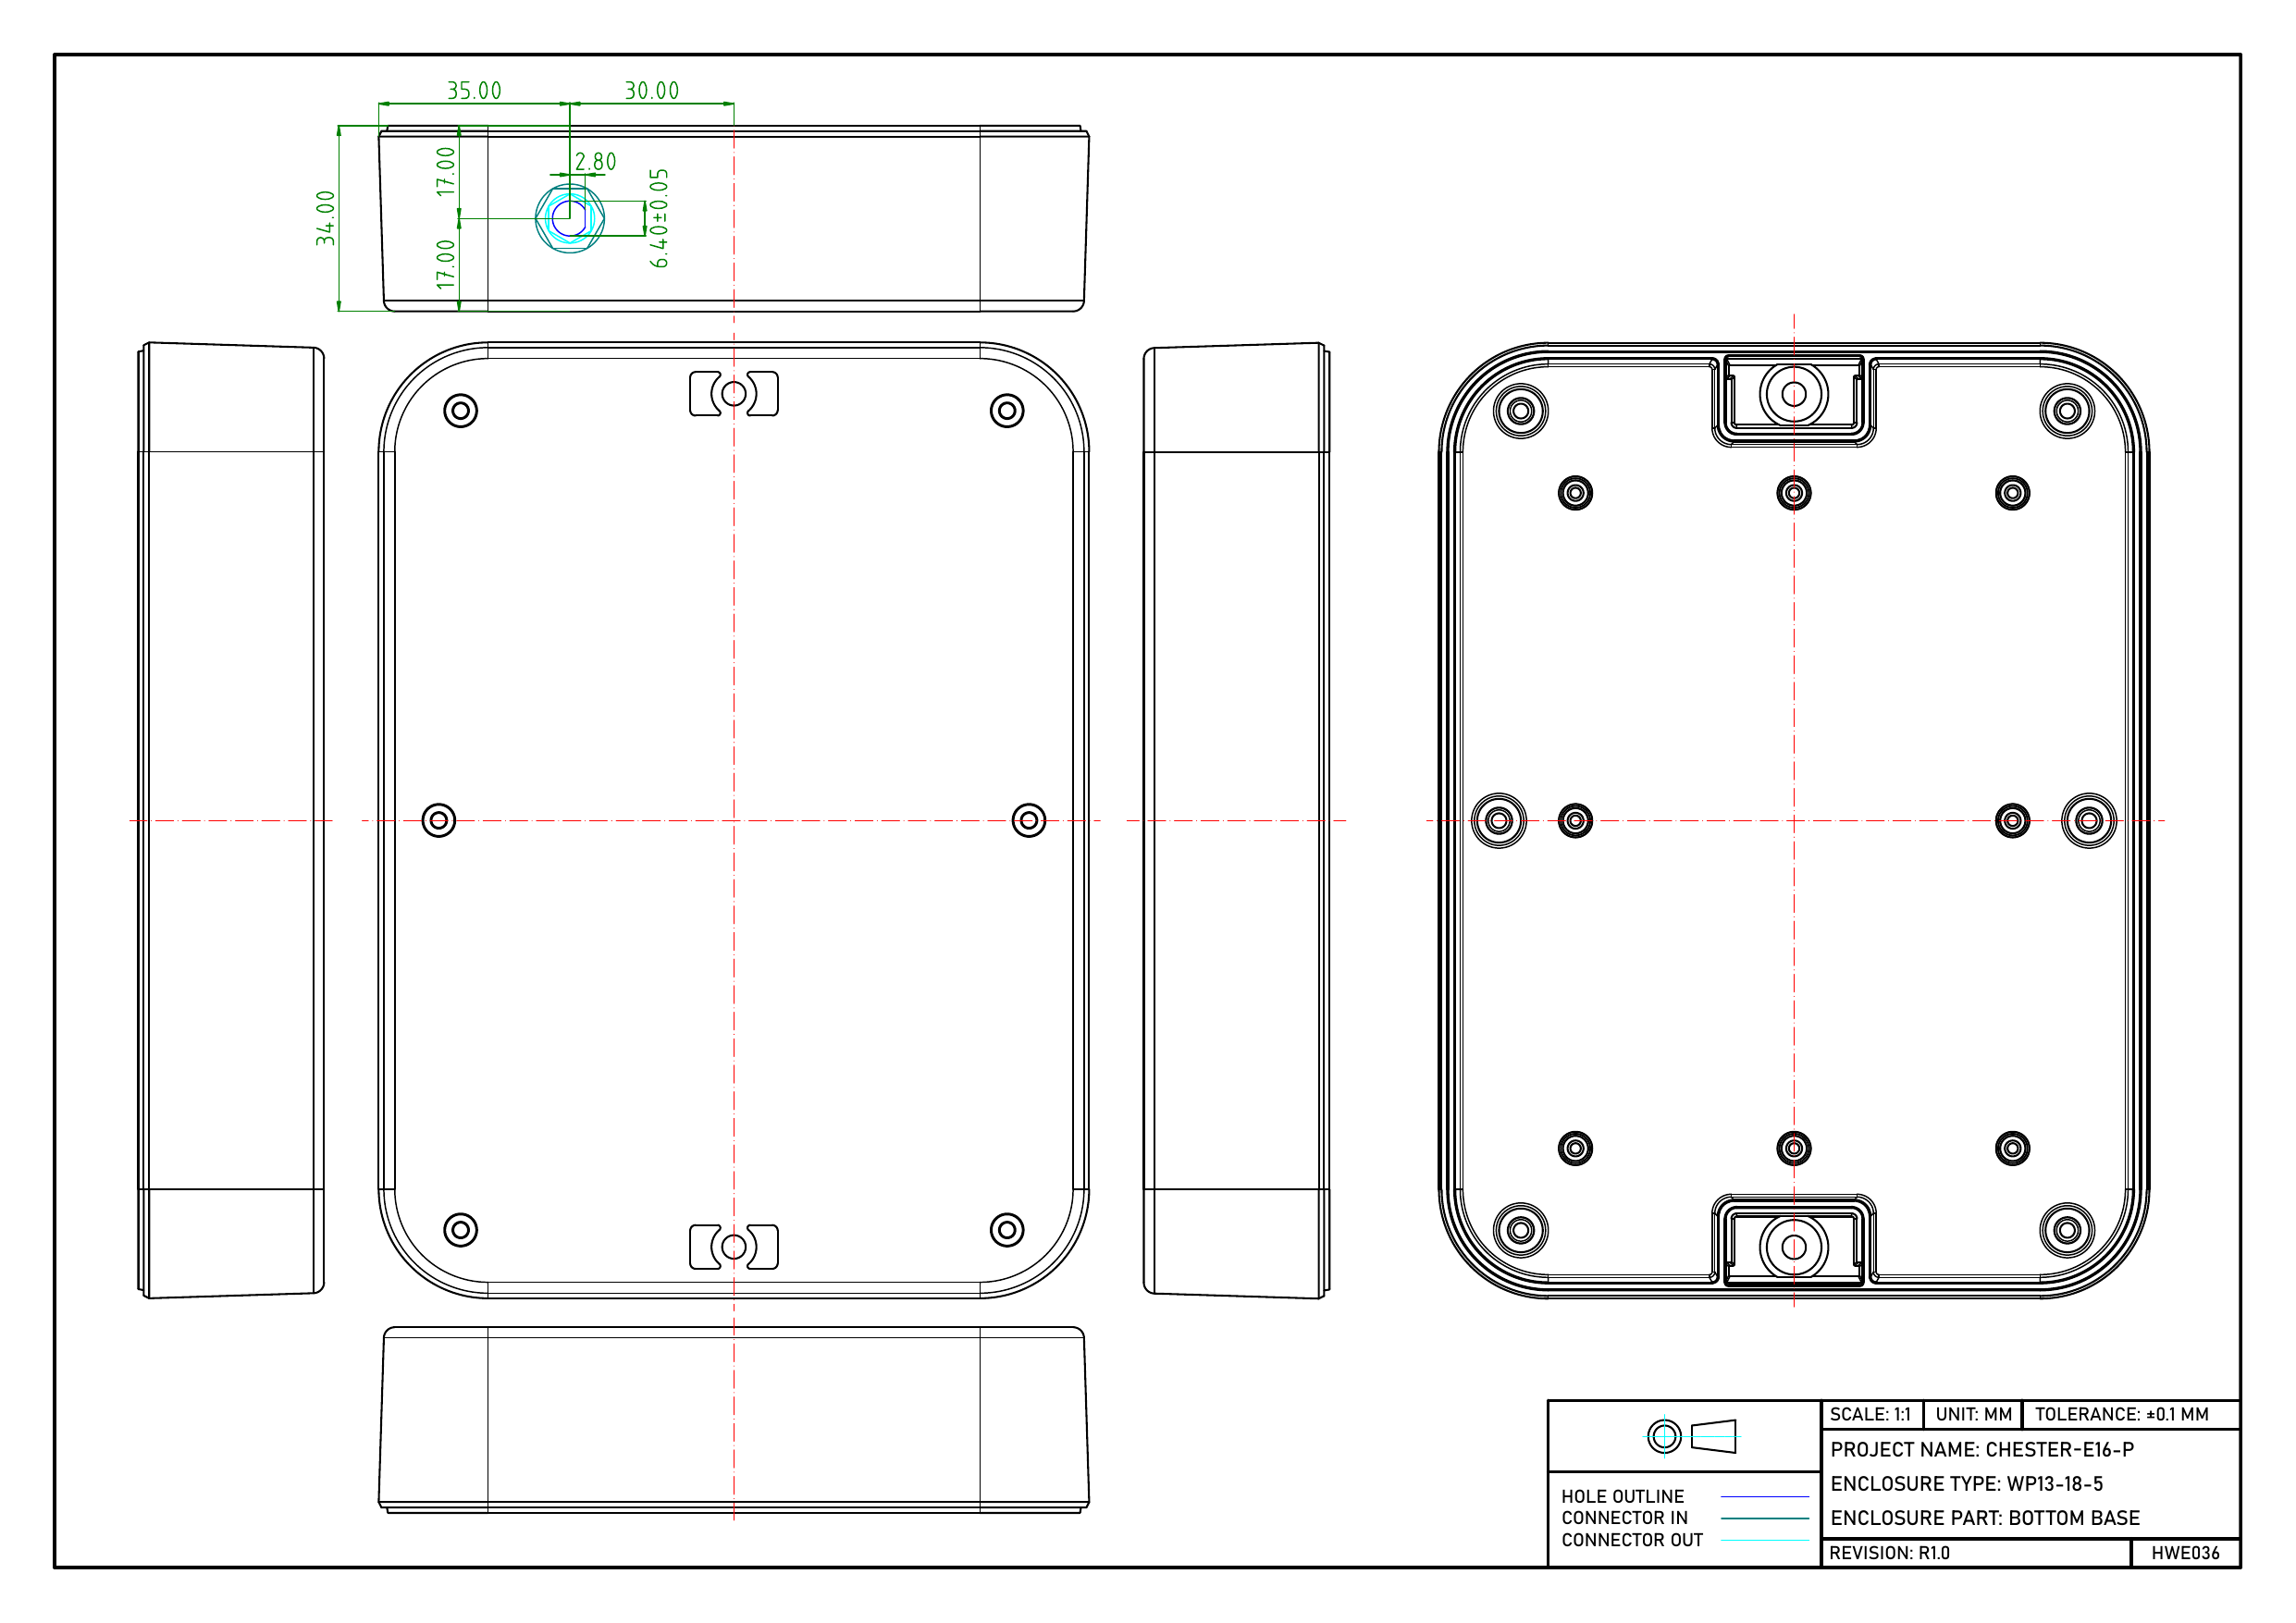 35.00 30.00
2.80
17.00
34.00
17.00
6.40±0.05
SCALE: 1:1 UNIT: MM TOLERANCE: ±0.1 MM
PROJECT NAME: CHESTER-E16-P
ENCLOSURE TYPE: WP13-18-5
ENCLOSURE PART: BOTTOM BASE
HOLE OUTLINE
CONNECTOR IN
CONNECTOR OUT
REVISION: R1.0 HWE036